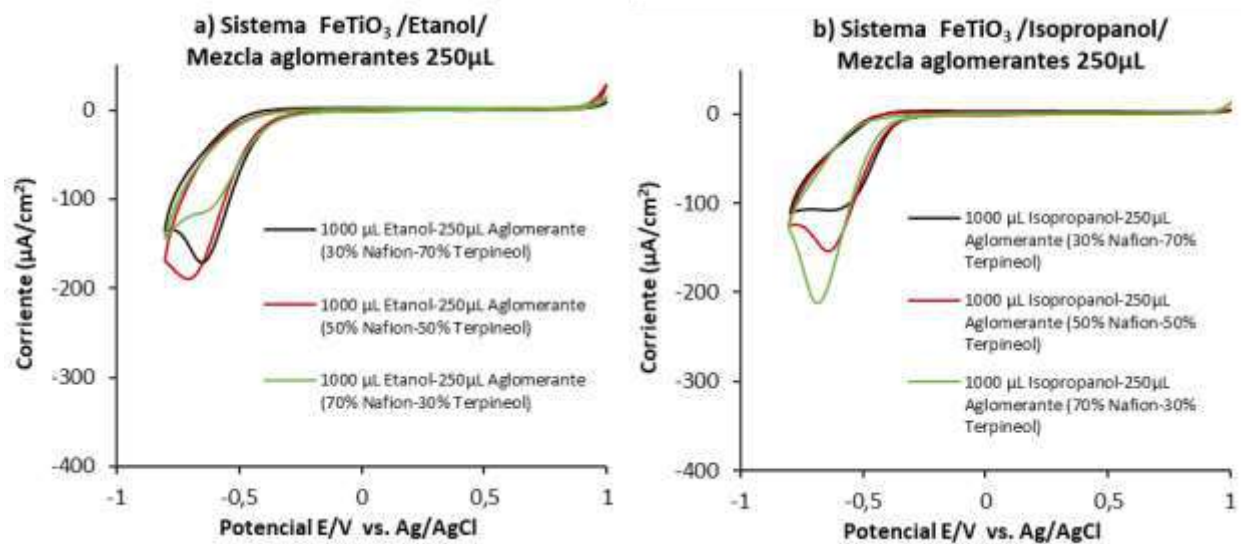 a) Sistema FeTiO₃ /Etanol/
Mezcla aglomerantes 250µL
0
-100
-200
-300
-400
-1
-0,5
0
0,5
1
Corriente (µA/cm²)
Potencial E/V vs. Ag/AgCl
1000 µL Etanol-250µL Aglomerante
(30% Nafion-70% Terpineol)
1000 µL Etanol-250µL Aglomerante
(50% Nafion-50% Terpineol)
1000 µL Etanol-250µL Aglomerante
(70% Nafion-30% Terpineol)
b) Sistema FeTiO₃ /Isopropanol/
Mezcla aglomerantes 250µL
0
-100
-200
-300
-400
-1
-0,5
0
0,5
1
Corriente (µA/cm²)
Potencial E/V vs. Ag/AgCl
1000 µL Isopropanol-250µL
Aglomerante (30% Nafion-70%
Terpineol)
1000 µL Isopropanol-250µL
Aglomerante (50% Nafion-50%
Terpineol)
1000 µL Isopropanol-250µL
Aglomerante (70% Nafion-30%
Terpineol)